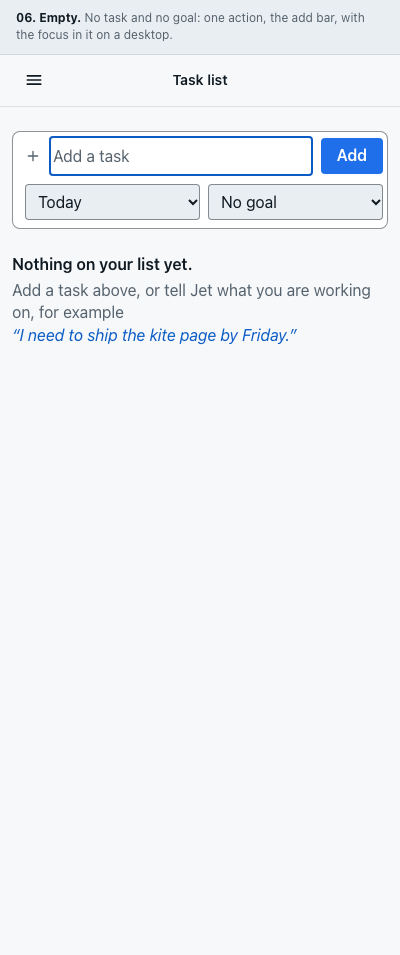 06. Empty. No task and no goal: one action, the add bar, with
the focus in it on a desktop.
Task list
+ Add a task
Add
Today
No goal
Nothing on your list yet.
Add a task above, or tell Jet what you are working
on, for example
“I need to ship the kite page by Friday.”